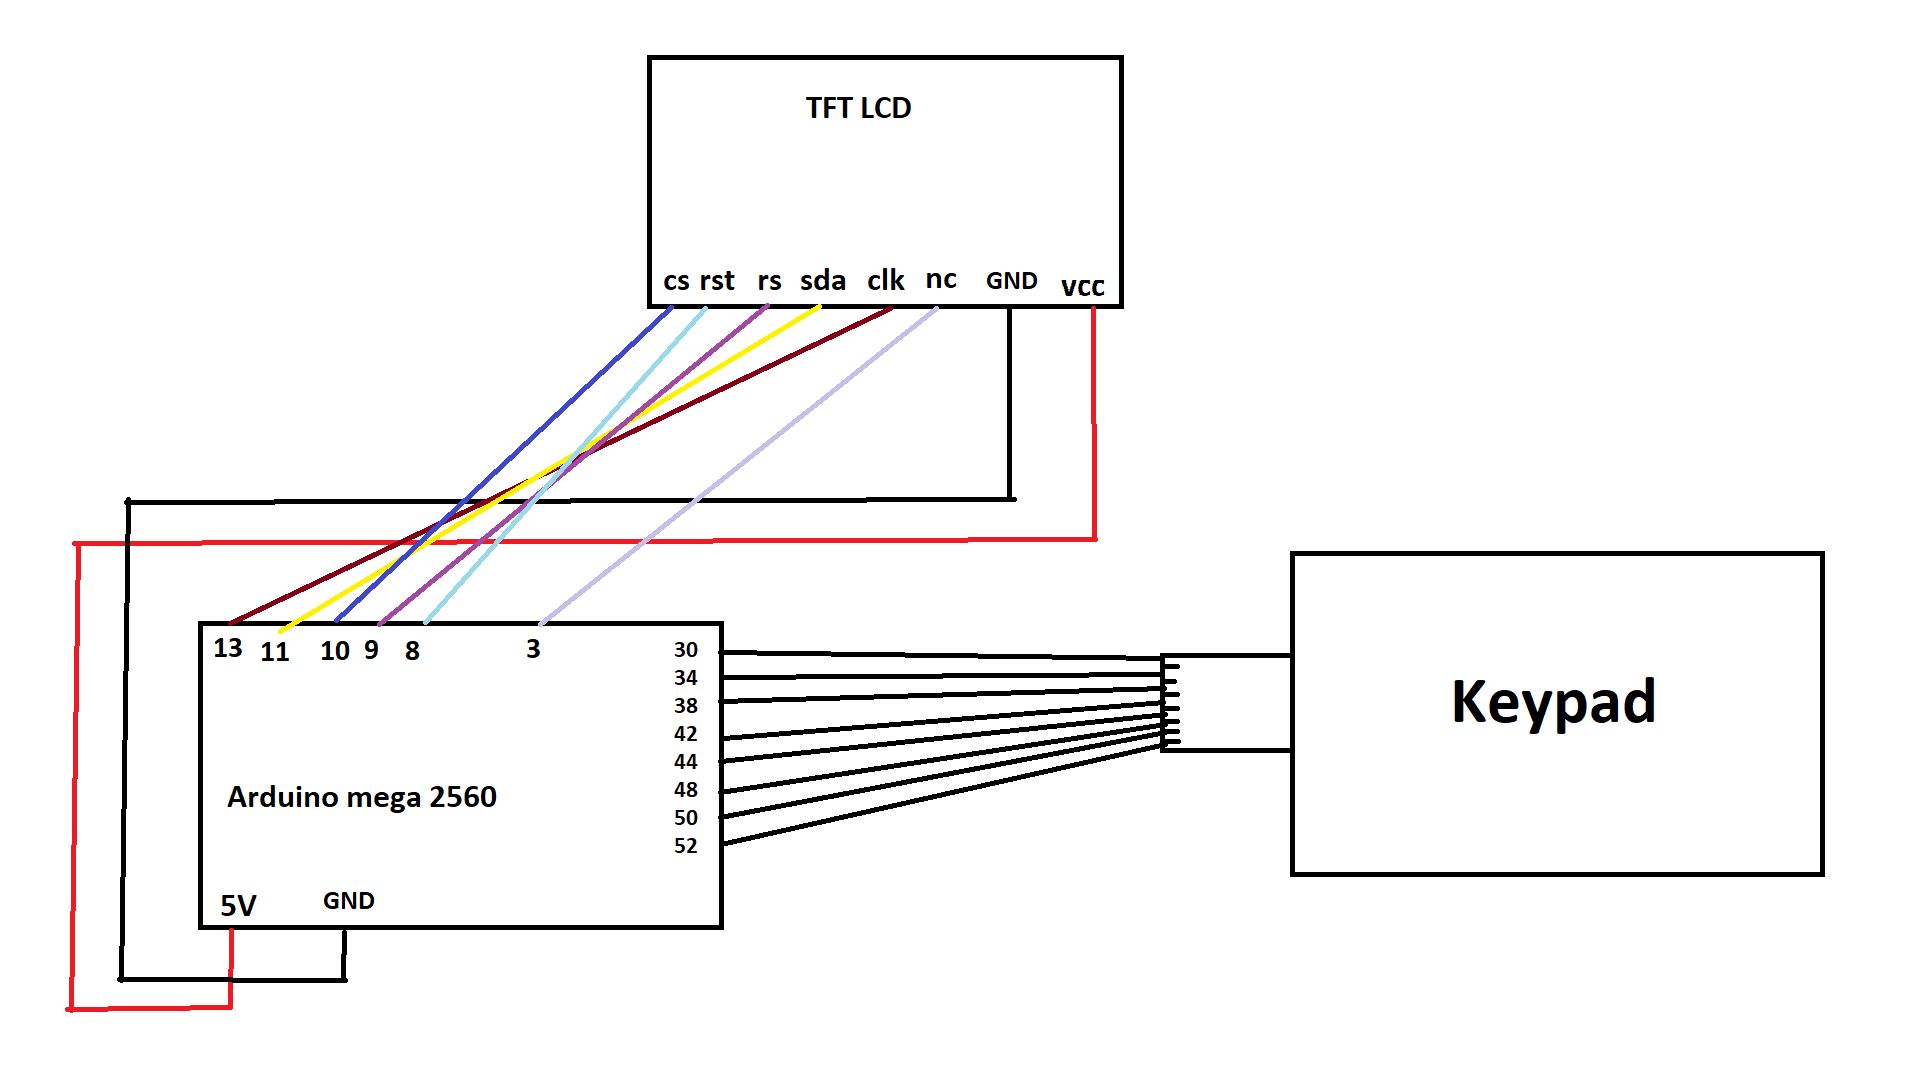 TFT LCD
cs rst rs sda clk nc GND vcc
13 11 10 9 8 3
30
34
38
42
44
48
50
52
Keypad
Arduino mega 2560
5V GND